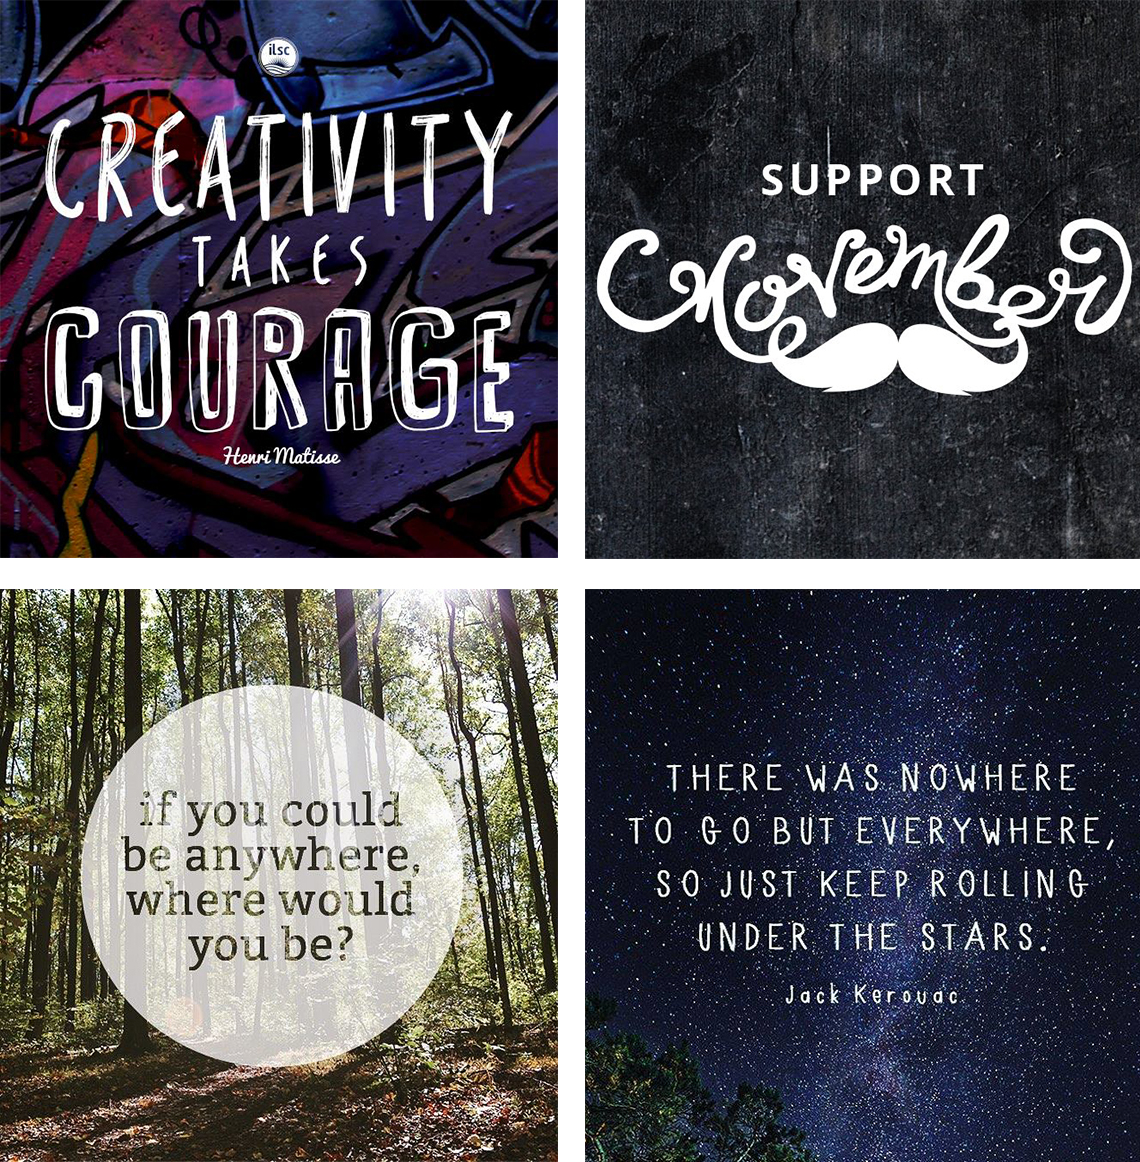 ilsc
CREATIVITY
TAKES
COURAGE
Henri Matisse
SUPPORT
November
if you could
be anywhere,
where would
you be?
THERE WAS NOWHERE
TO GO BUT EVERYWHERE,
SO JUST KEEP ROLLING
UNDER THE STARS.
Jack Kerouac